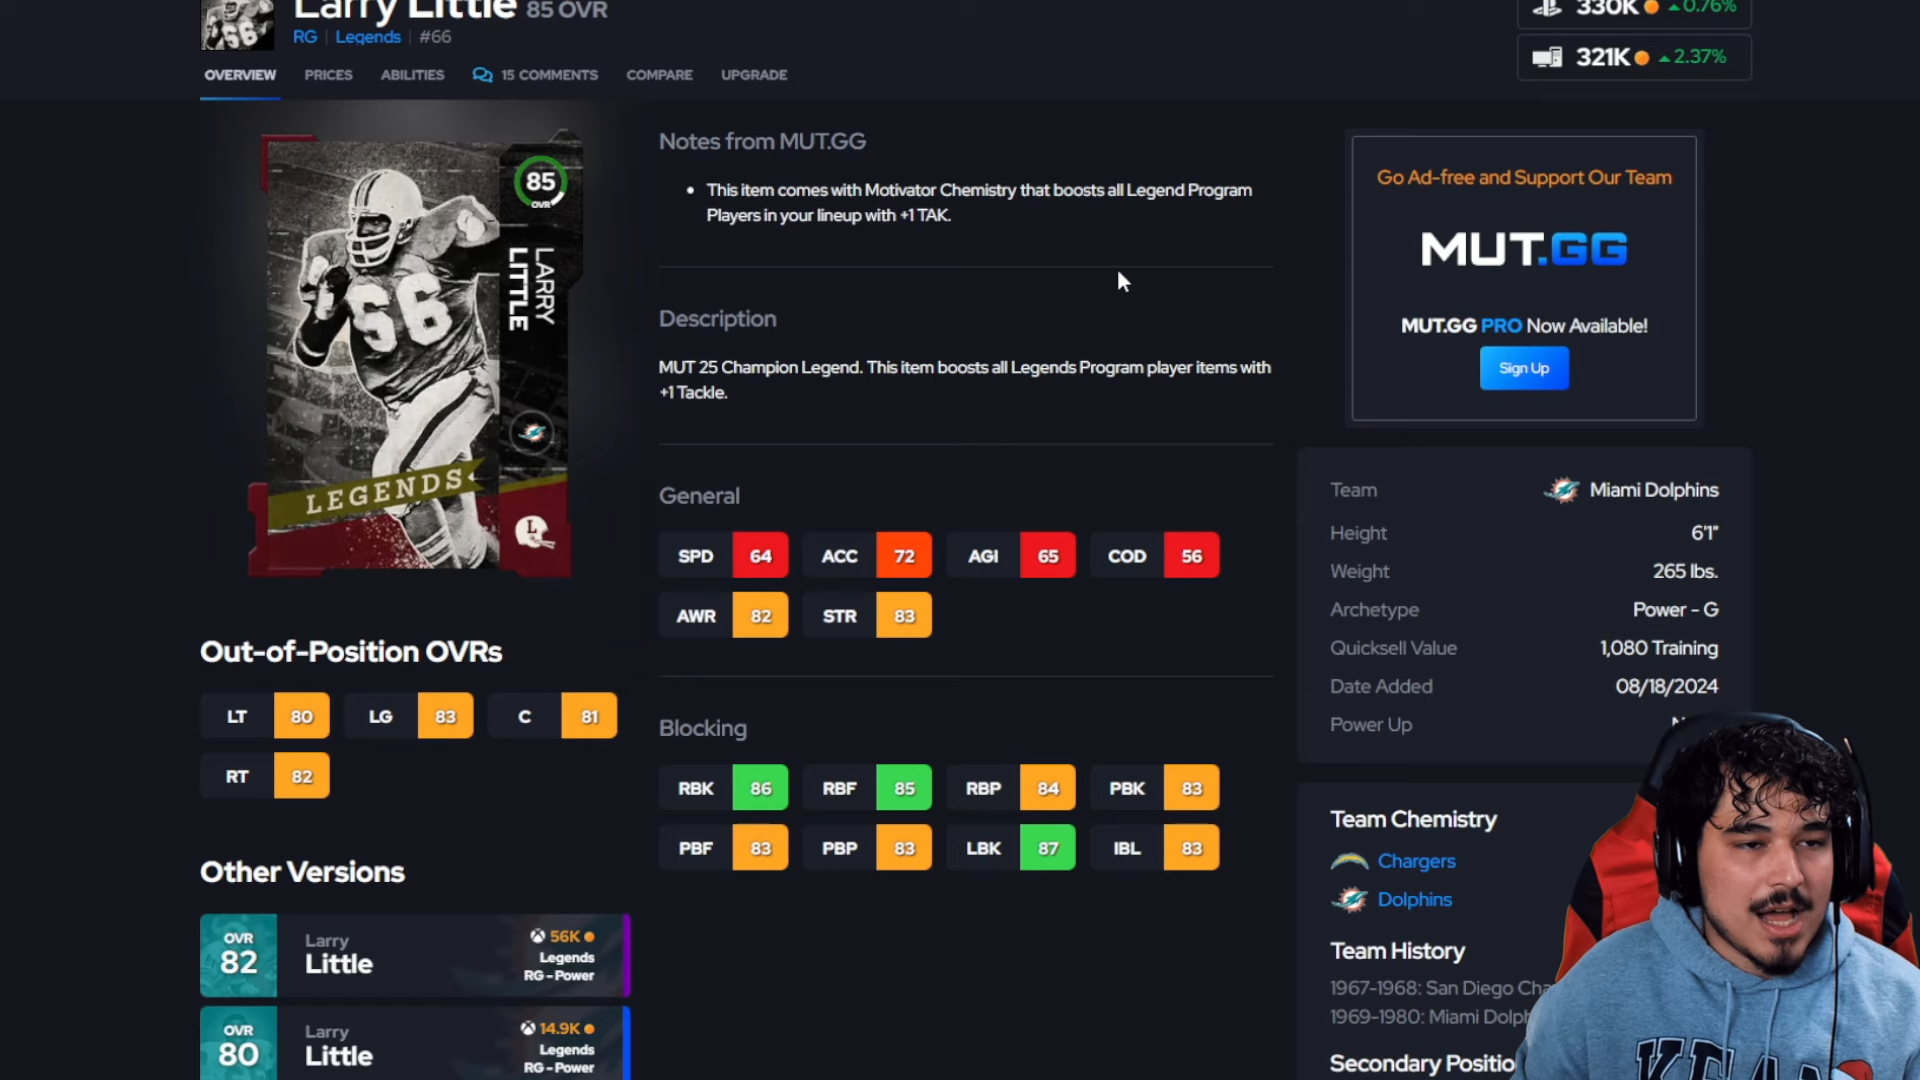 Larry Little 85 OVR
RG | Legends | #66
330K 0.76%
321K 2.37%
OVERVIEW PRICES ABILITIES 15 COMMENTS COMPARE UPGRADE
85
OVR
LARRY
LITTLE
66
LEGENDS
L
Notes from MUT.GG
This item comes with Motivator Chemistry that boosts all Legend Program
Players in your lineup with +1 TAK.
Description
MUT 25 Champion Legend. This item boosts all Legends Program player items with
+1 Tackle.
General
SPD 64 ACC 72 AGI 65 COD 56
AWR 82 STR 83
Blocking
RBK 86 RBF 85 RBP 84 PBK 83
PBF 83 PBP 83 LBK 87 IBL 83
Out-of-Position OVRs
LT 80 LG 83 C 81
RT 82
Other Versions
OVR
82
Larry
Little
56K
Legends
RG - Power
OVR
80
Larry
Little
14.9K
Legends
RG - Power
Go Ad-free and Support Our Team
MUT.GG
MUT.GG PRO Now Available!
Sign Up
Team Miami Dolphins
Height 6'1"
Weight 265 lbs.
Archetype Power - G
Quicksell Value 1,080 Training
Date Added 08/18/2024
Power Up
Team Chemistry
Chargers
Dolphins
Team History
1967-1968: San Diego Cha
1969-1980: Miami Dolph
Secondary Positio